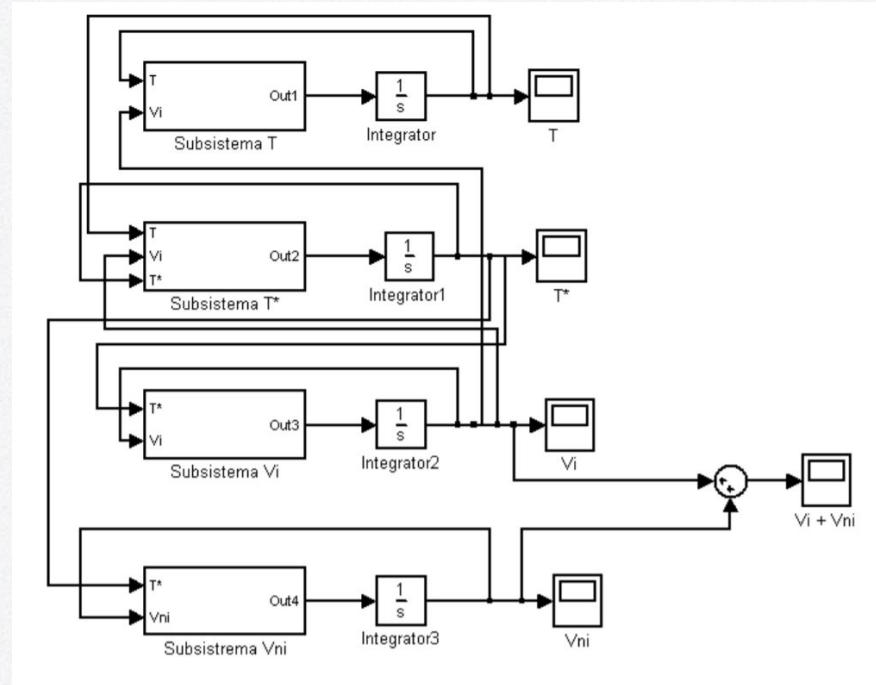 T
Vi
Out1
Subsistema T
1
s
Integrator
T
T
Vi
T*
Out2
Subsistema T*
1
s
Integrator1
T*
T*
Vi
Out3
Subsistema Vi
1
s
Integrator2
Vi
Vi + Vni
T*
Vni
Out4
Subsistrema Vni
1
s
Integrator3
Vni